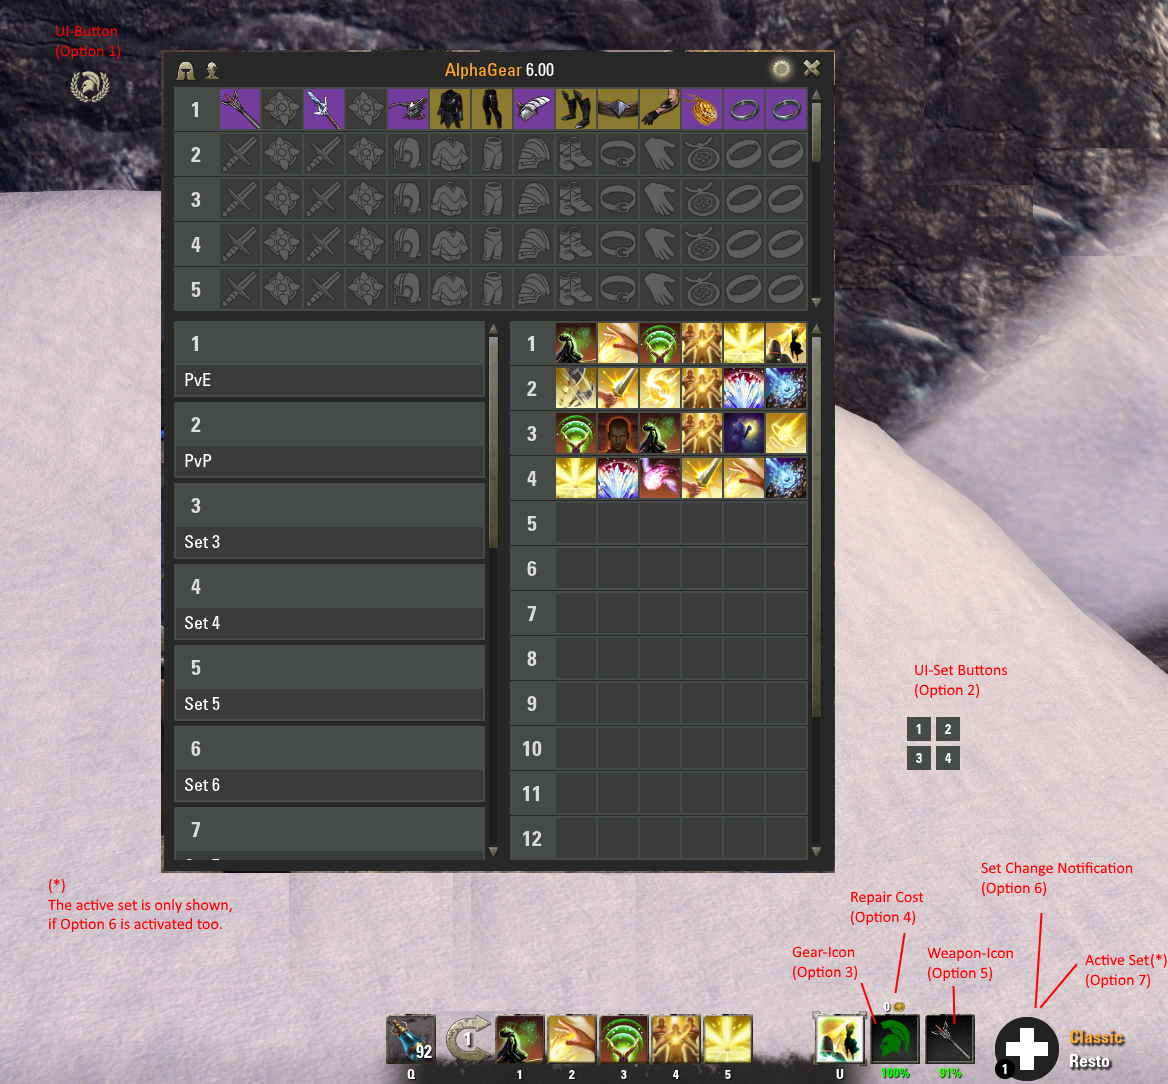 UI-Button
(Option 1)
AlphaGear 6.00
1
2
3
4
5
1
PvE
2
PvP
3
Set 3
4
Set 4
5
Set 5
6
Set 6
7
1
2
3
4
5
6
7
8
9
10
11
12
UI-Set Buttons
(Option 2)
1 2
3 4
(*)
The active set is only shown,
if Option 6 is activated too.
Set Change Notification
(Option 6)
Repair Cost
(Option 4)
Gear-Icon
(Option 3)
Weapon-Icon
(Option 5)
Active Set(*)
(Option 7)
0
92
1
Q 1 2 3 4 5 U
100% 91%
1
Classic
Resto